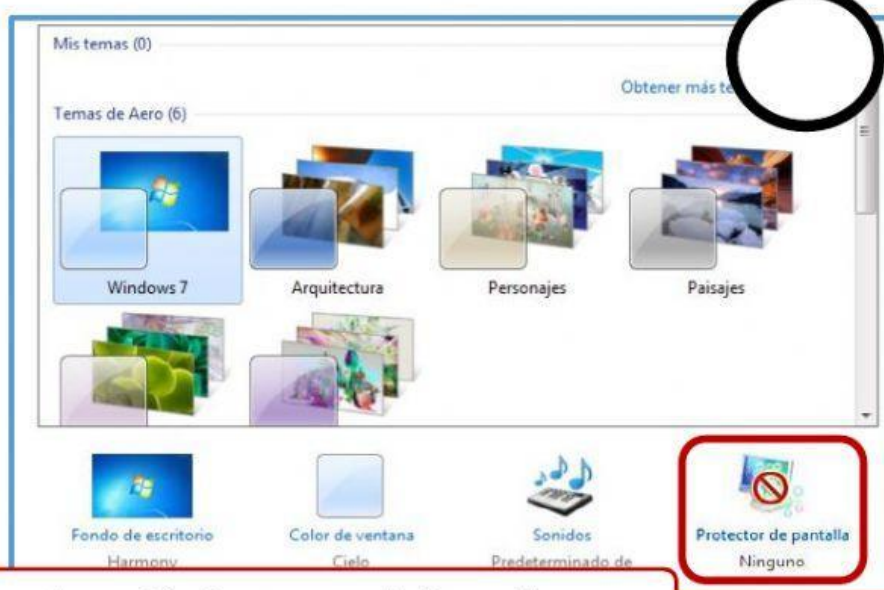 Mis temas (0)
Obtener más te
Temas de Aero (6)
Windows 7
Arquitectura
Personajes
Paisajes
Fondo de escritorio
Harmony
Color de ventana
Cielo
Sonidos
Predeterminado de
Protector de pantalla
Ninguno